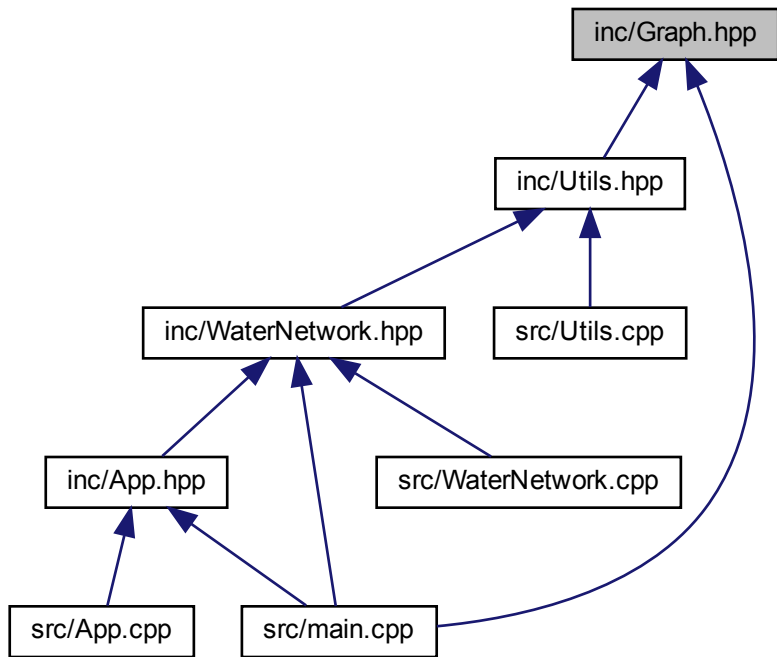 inc/Graph.hpp
inc/Utils.hpp
inc/WaterNetwork.hpp
src/Utils.cpp
inc/App.hpp
src/WaterNetwork.cpp
src/App.cpp
src/main.cpp